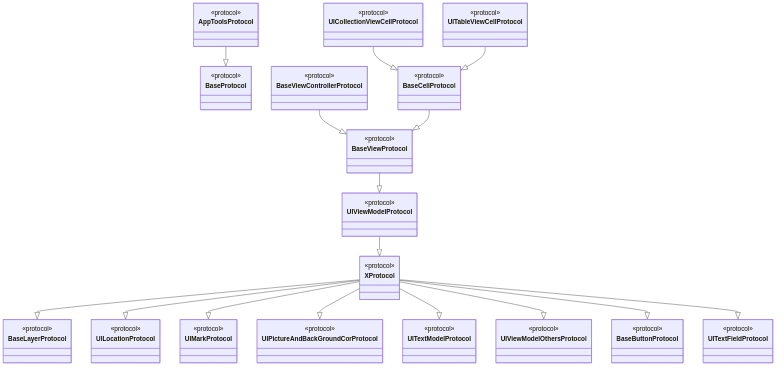 «protocol»
AppToolsProtocol
«protocol»
UICollectionViewCellProtocol
«protocol»
UITableViewCellProtocol
«protocol»
BaseProtocol
«protocol»
BaseViewControllerProtocol
«protocol»
BaseCellProtocol
«protocol»
BaseViewProtocol
«protocol»
UIViewModelProtocol
«protocol»
XProtocol
«protocol»
BaseLayerProtocol
«protocol»
UILocationProtocol
«protocol»
UIMarkProtocol
«protocol»
UIPictureAndBackGroundCorProtocol
«protocol»
UITextModelProtocol
«protocol»
UIViewModelOthersProtocol
«protocol»
BaseButtonProtocol
«protocol»
UITextFieldProtocol